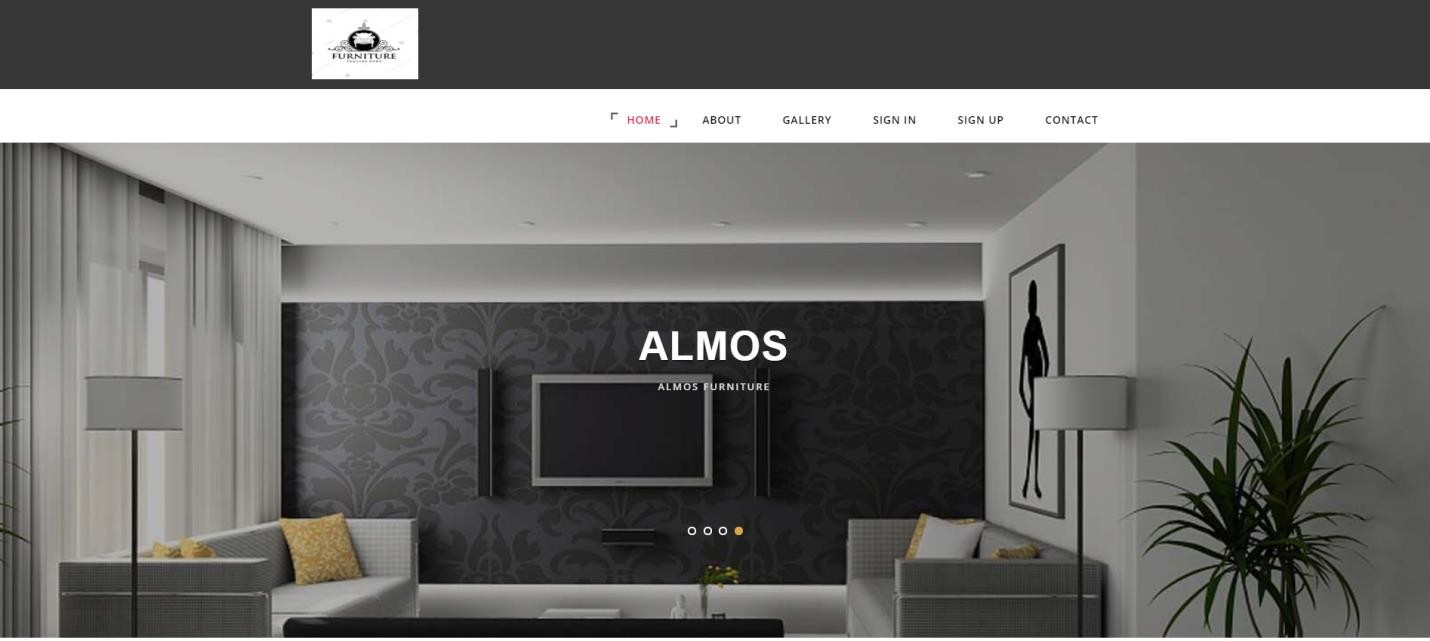 FURNITURE
HOME ABOUT GALLERY SIGN IN SIGN UP CONTACT
ALMOS
ALMOS FURNITURE